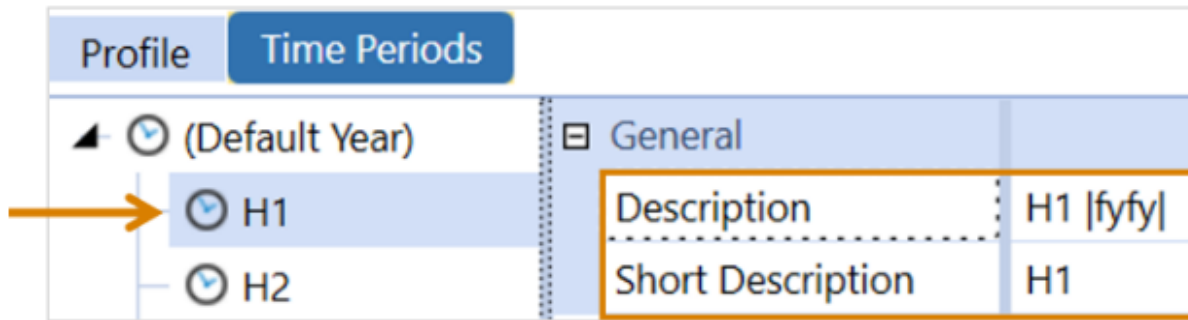 Profile Time Periods
(Default Year) General
H1 Description H1 |fyfy|
H2 Short Description H1